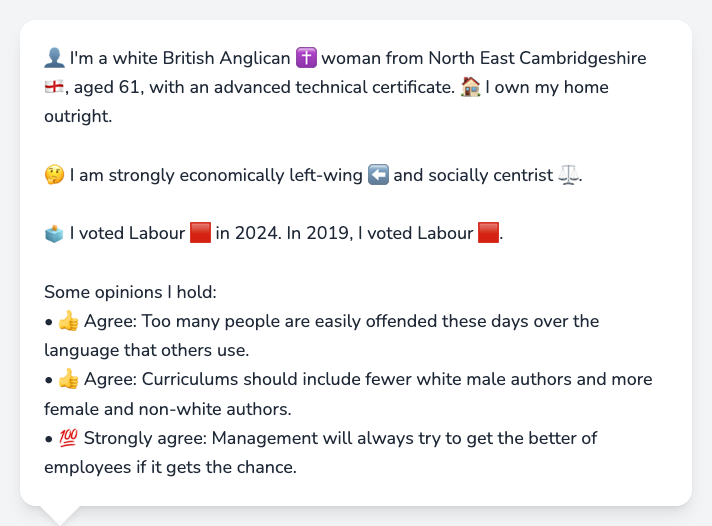 👤 I'm a white British Anglican ✝️ woman from North East Cambridgeshire
🏴󠁧󠁢󠁥󠁮󠁧󠁿, aged 61, with an advanced technical certificate. 🏠 I own my home
outright.
🤔 I am strongly economically left-wing ⬅️ and socially centrist ⚖️.
🗳️ I voted Labour 🟥 in 2024. In 2019, I voted Labour 🟥.
Some opinions I hold:
• 👍 Agree: Too many people are easily offended these days over the
language that others use.
• 👍 Agree: Curriculums should include fewer white male authors and more
female and non-white authors.
• 💯 Strongly agree: Management will always try to get the better of
employees if it gets the chance.